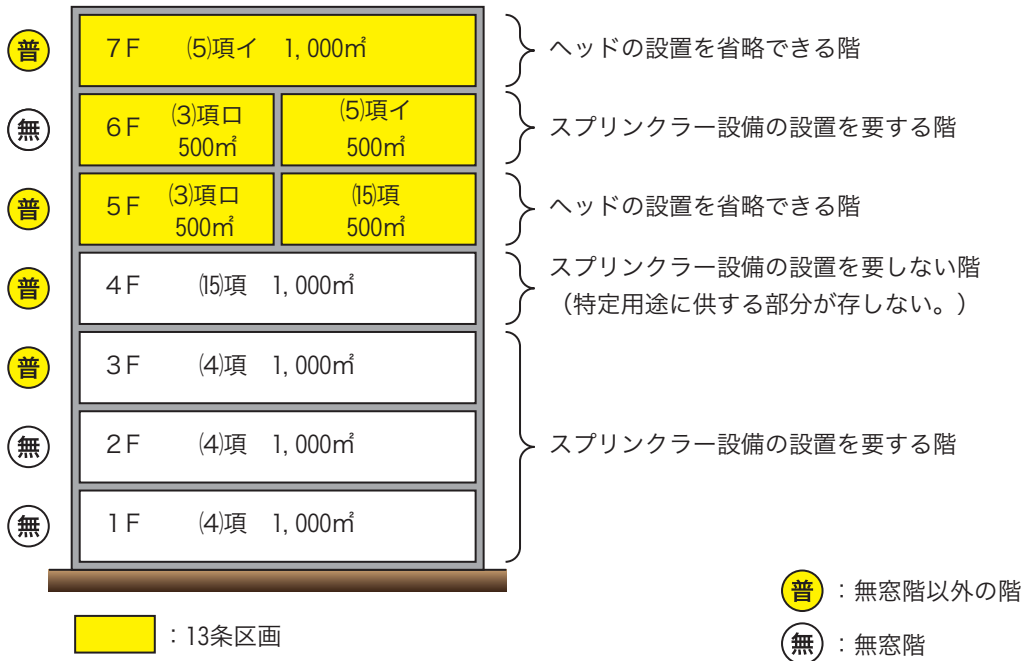 普 7F (5)項イ 1,000㎡ ヘッドの設置を省略できる階
無 6F (3)項ロ 500㎡ (5)項イ 500㎡ スプリンクラー設備の設置を要する階
普 5F (3)項ロ 500㎡ (15)項 500㎡ ヘッドの設置を省略できる階
普 4F (15)項 1,000㎡ スプリンクラー設備の設置を要しない階
(特定用途に供する部分が存しない。)
普 3F (4)項 1,000㎡
無 2F (4)項 1,000㎡ スプリンクラー設備の設置を要する階
無 1F (4)項 1,000㎡
:13条区画
普:無窓階以外の階
無:無窓階